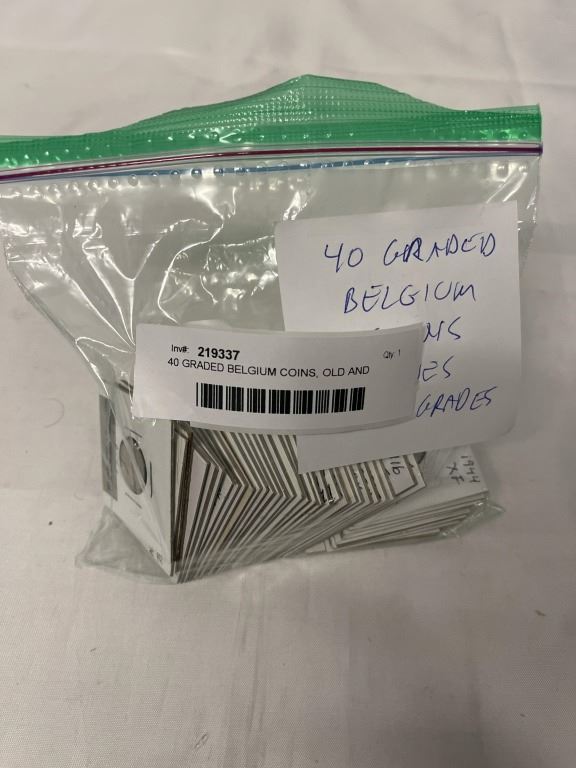 40 GRADED
BELGIUM
Inv#: 219337 Qty: 1
40 GRADED BELGIUM COINS, OLD AND
GRADES
1944
XF